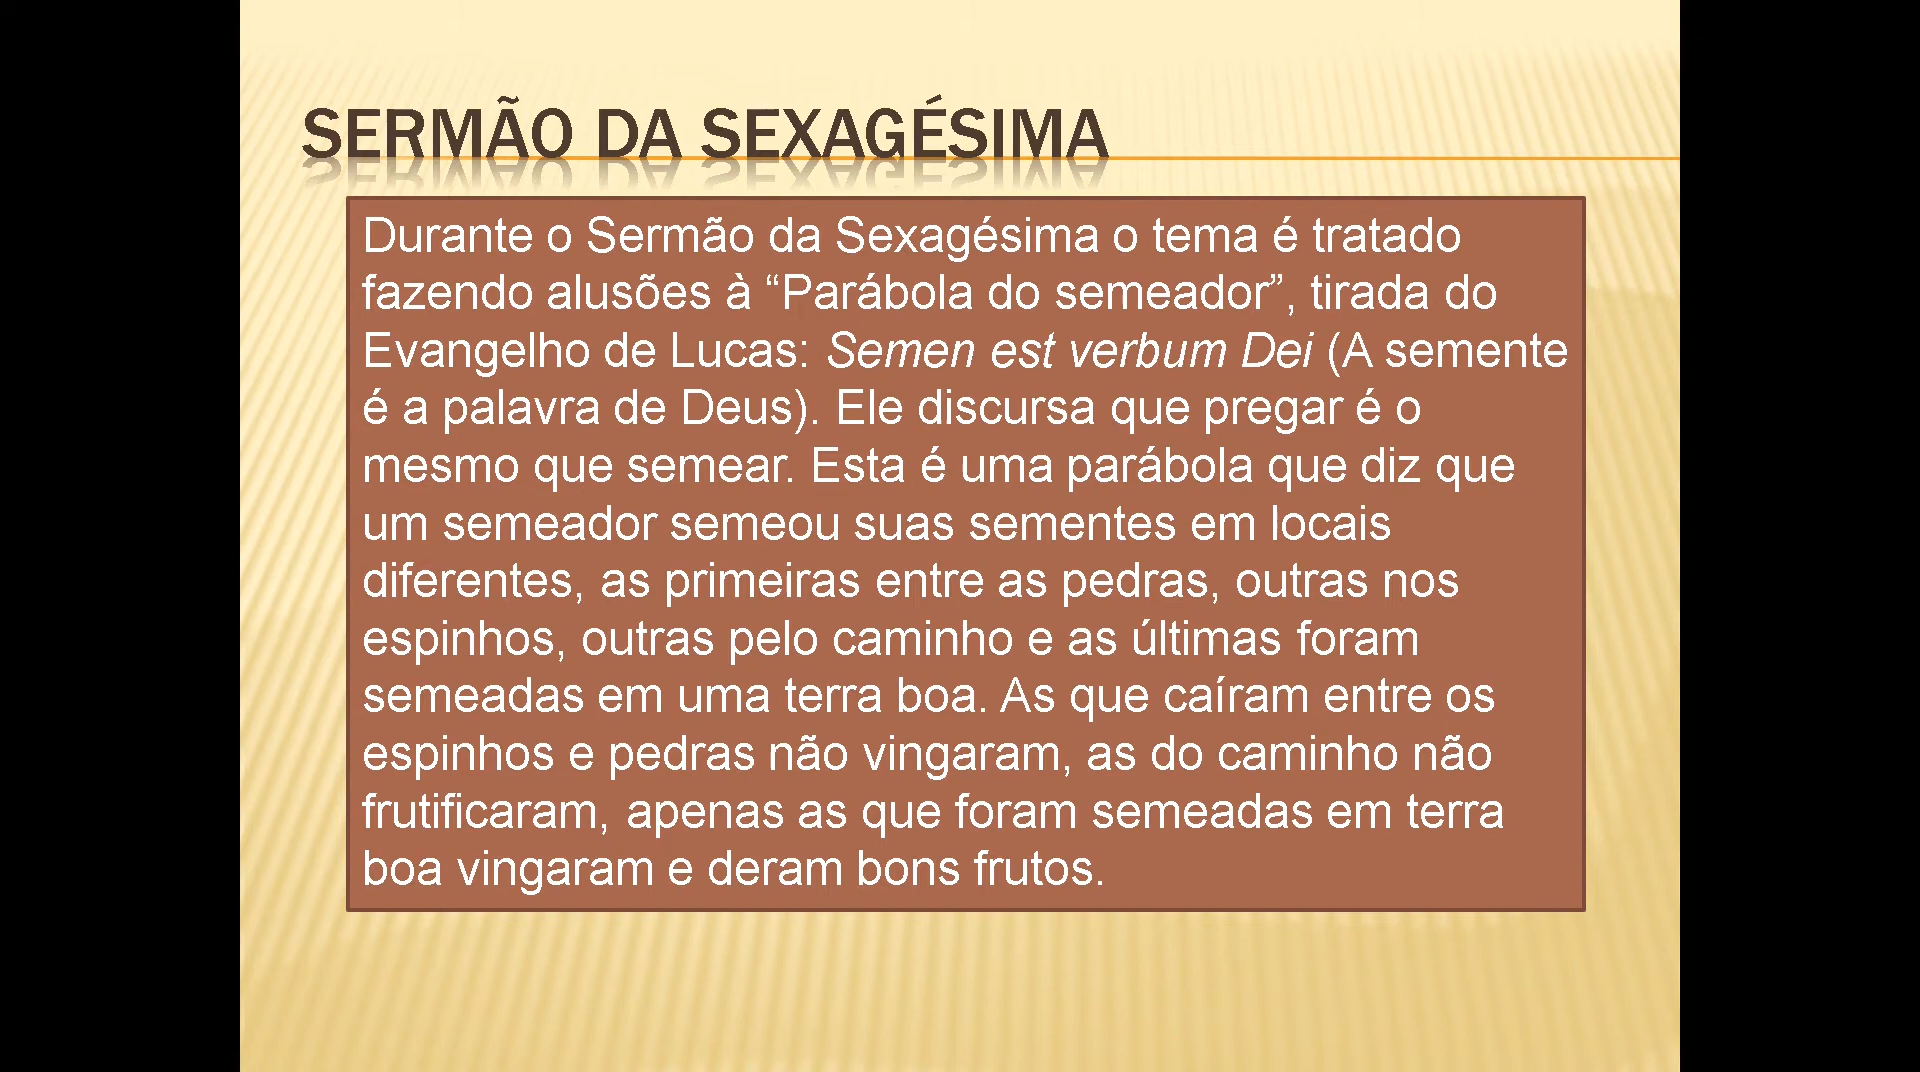 SERMÃO DA SEXAGÉSIMA
Durante o Sermão da Sexagésima o tema é tratado
fazendo alusões à “Parábola do semeador”, tirada do
Evangelho de Lucas: Semen est verbum Dei (A semente
é a palavra de Deus). Ele discursa que pregar é o
mesmo que semear. Esta é uma parábola que diz que
um semeador semeou suas sementes em locais
diferentes, as primeiras entre as pedras, outras nos
espinhos, outras pelo caminho e as últimas foram
semeadas em uma terra boa. As que caíram entre os
espinhos e pedras não vingaram, as do caminho não
frutificaram, apenas as que foram semeadas em terra
boa vingaram e deram bons frutos.